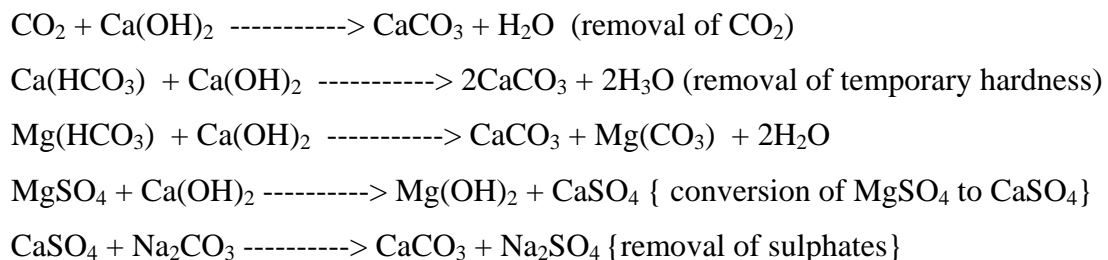 CO₂ + Ca(OH)₂ -----------> CaCO₃ + H₂O (removal of CO₂)
Ca(HCO₃) + Ca(OH)₂ -----------> 2CaCO₃ + 2H₃O (removal of temporary hardness)
Mg(HCO₃) + Ca(OH)₂ -----------> CaCO₃ + Mg(CO₃) + 2H₂O
MgSO₄ + Ca(OH)₂ ----------> Mg(OH)₂ + CaSO₄ { conversion of MgSO₄ to CaSO₄}
CaSO₄ + Na₂CO₃ ----------> CaCO₃ + Na₂SO₄ {removal of sulphates}